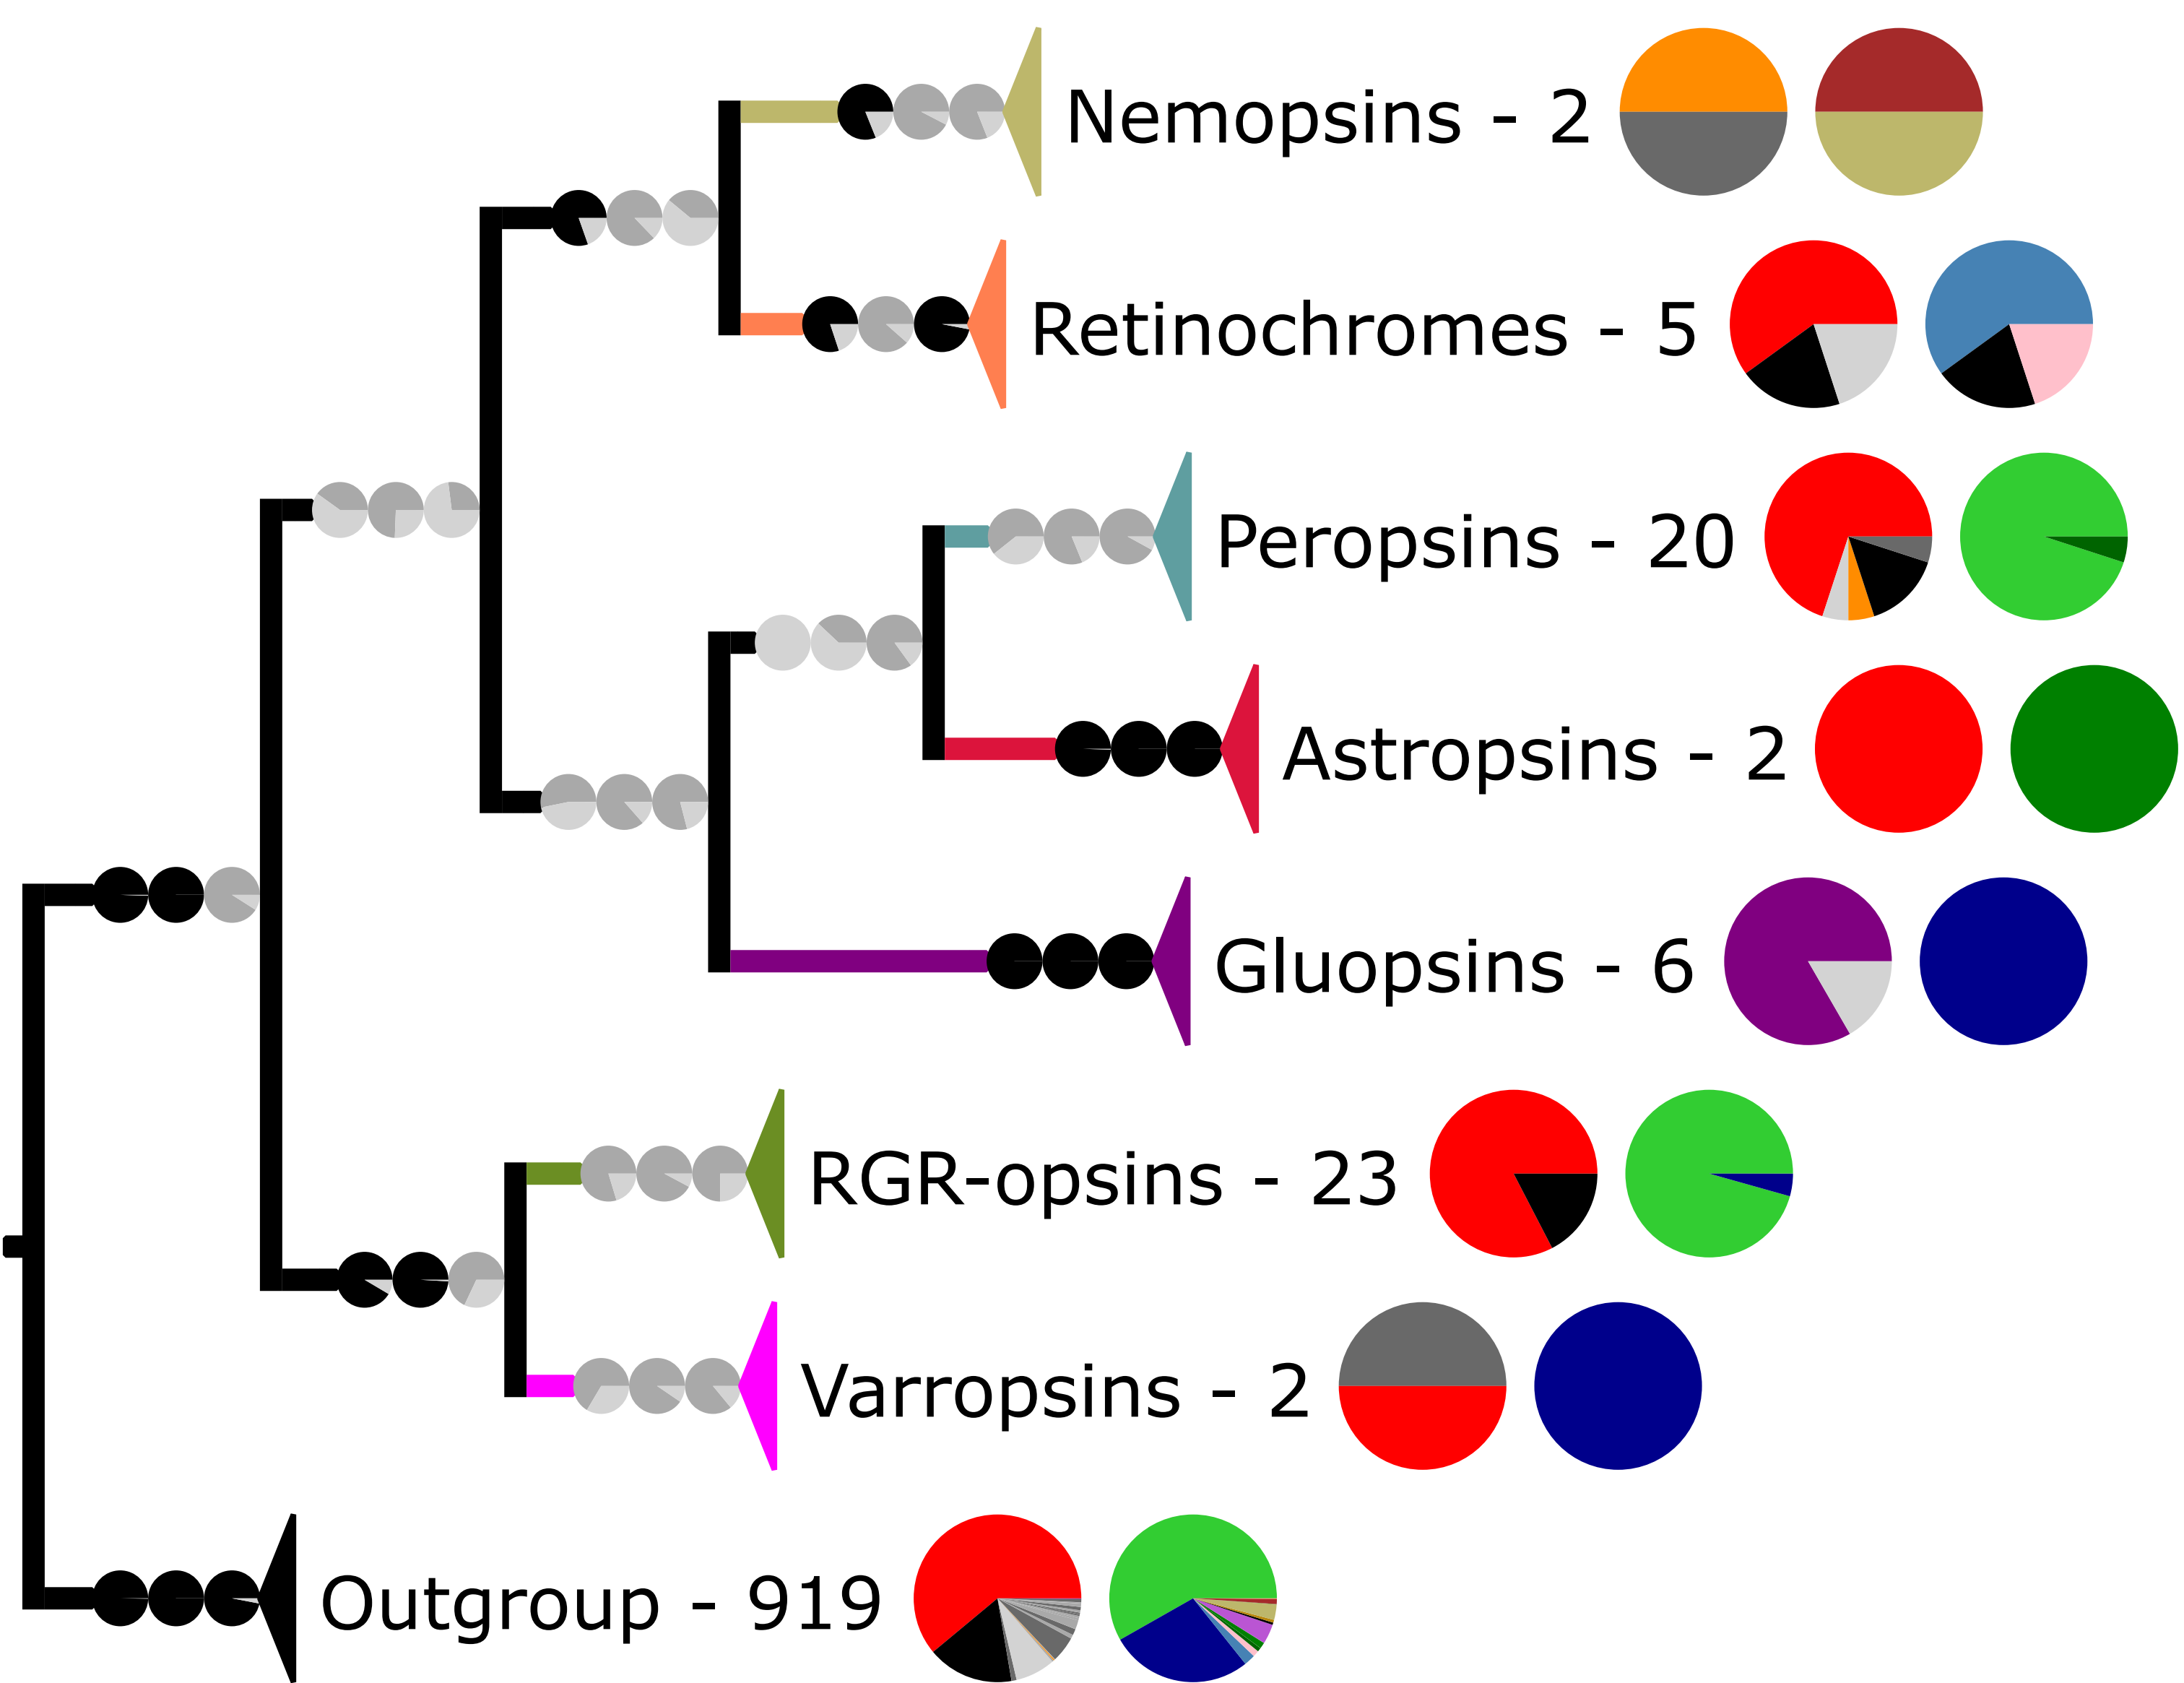 Nemopsins - 2
Retinochromes - 5
Peropsins - 20
Astropsins - 2
Gluopsins - 6
RGR-opsins - 23
Varropsins - 2
Outgroup - 919